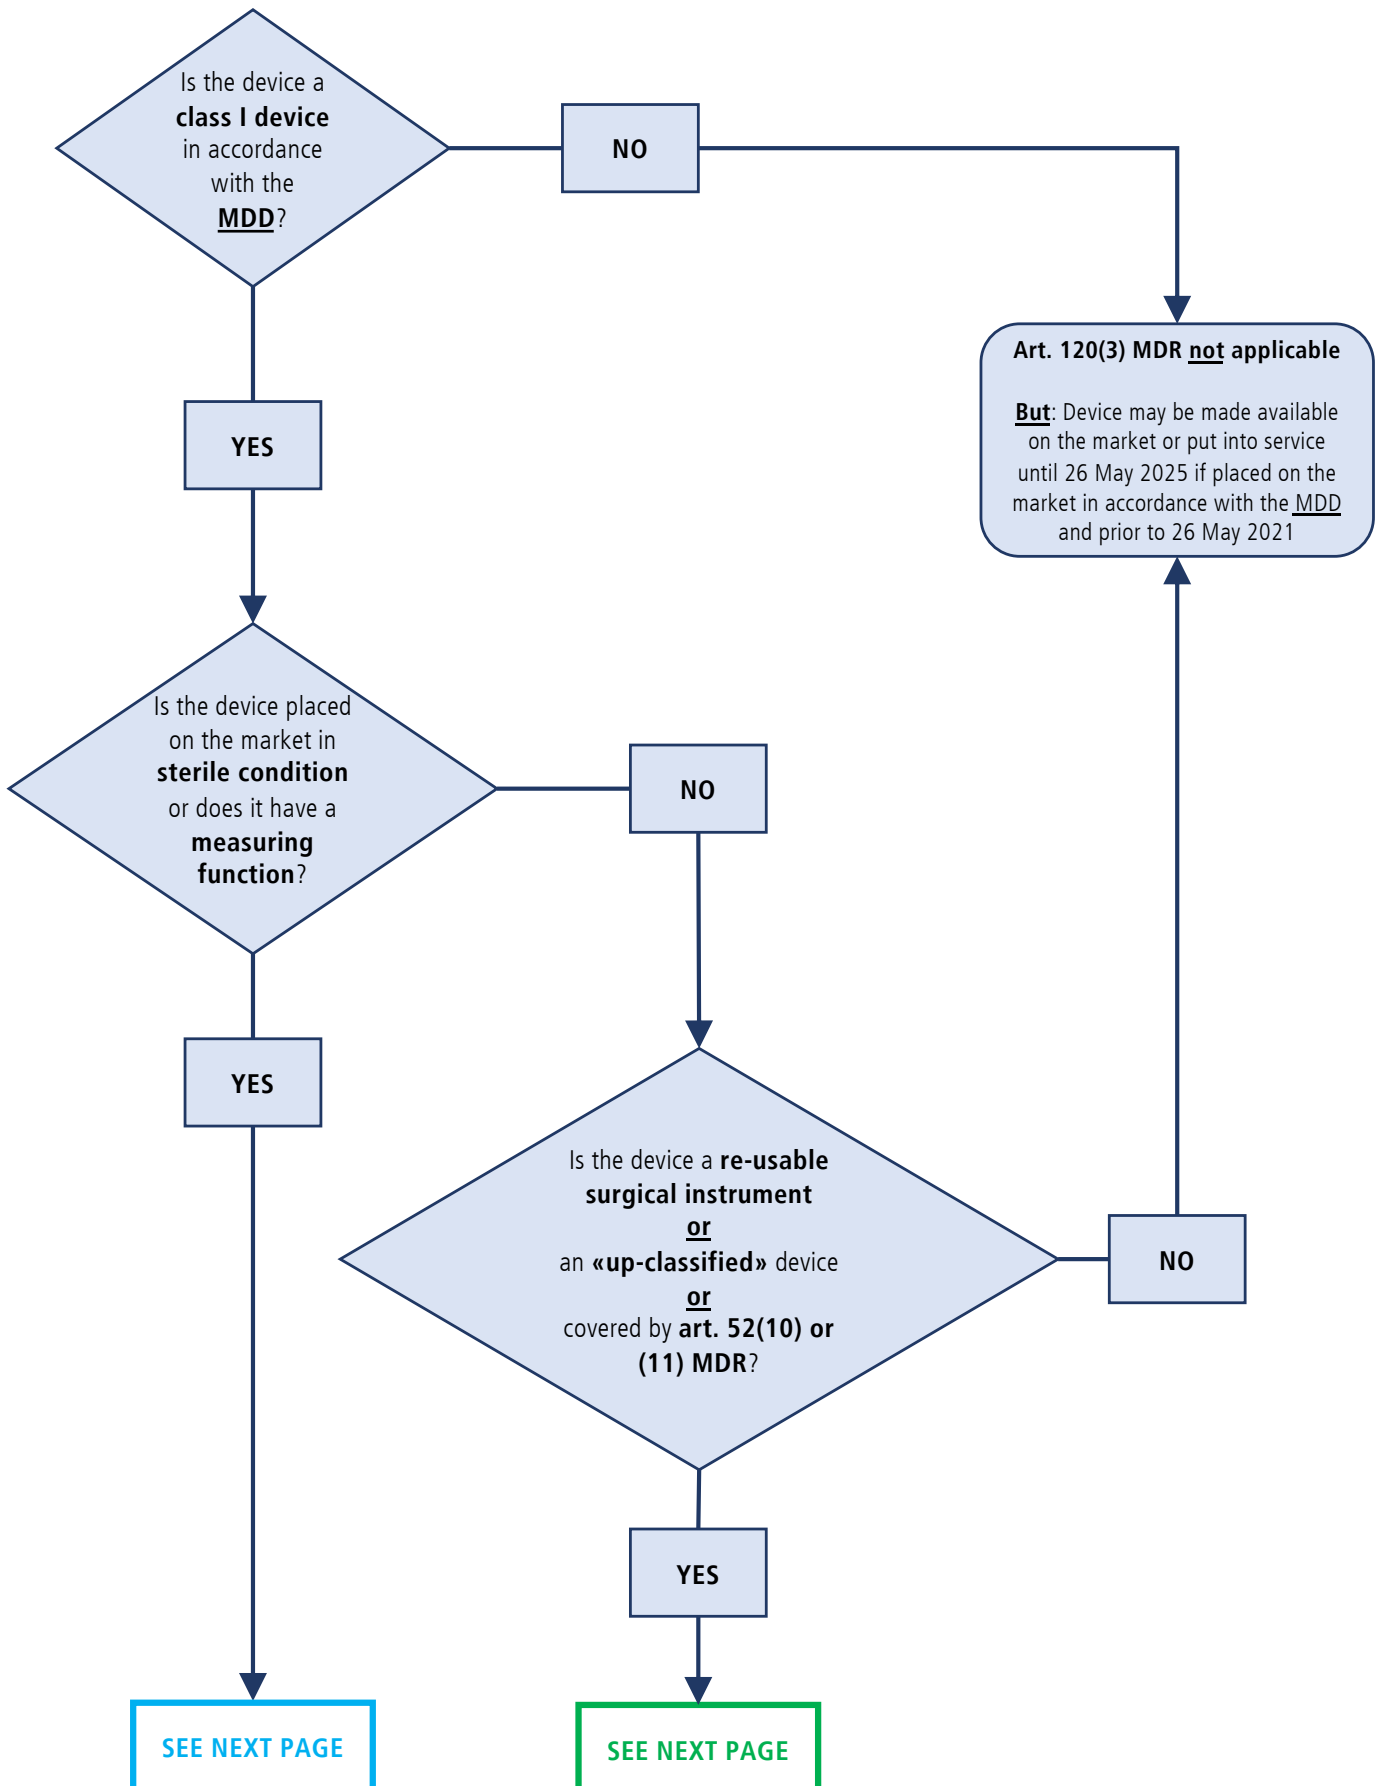 Is the device a
class I device
in accordance
with the
MDD?
NO
Art. 120(3) MDR not applicable
But: Device may be made available
on the market or put into service
until 26 May 2025 if placed on the
market in accordance with the MDD
and prior to 26 May 2021
YES
Is the device placed
on the market in
sterile condition
or does it have a
measuring
function?
NO
YES
Is the device a re-usable
surgical instrument
or
an «up-classified» device
or
covered by art. 52(10) or
(11) MDR?
NO
YES
SEE NEXT PAGE
SEE NEXT PAGE